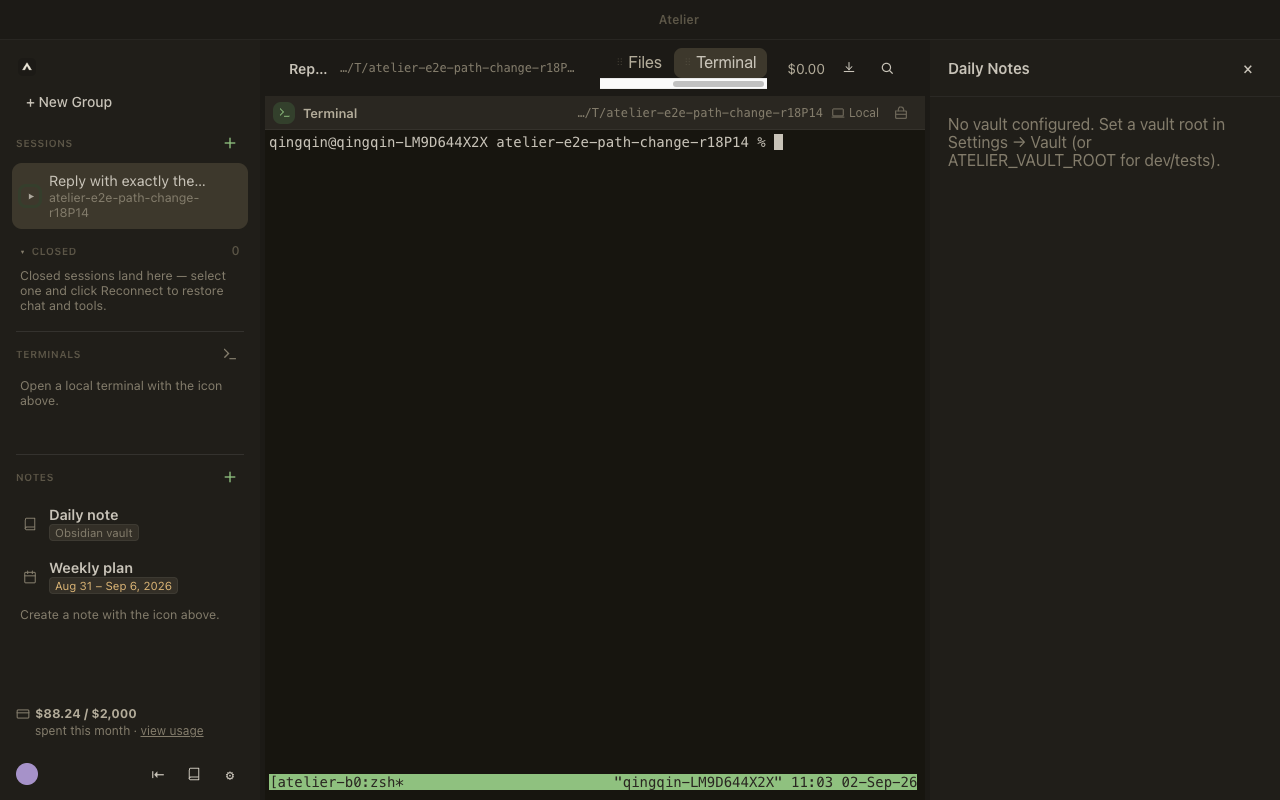 Atelier
+ New Group
SESSIONS
Reply with exactly the...
atelier-e2e-path-change-
r18P14
CLOSED 0
Closed sessions land here — select
one and click Reconnect to restore
chat and tools.
TERMINALS
Open a local terminal with the icon
above.
NOTES
Daily note
Obsidian vault
Weekly plan
Aug 31 – Sep 6, 2026
Create a note with the icon above.
$88.24 / $2,000
spent this month · view usage
Rep... …/T/atelier-e2e-path-change-r18P… Files Terminal $0.00
Terminal …/T/atelier-e2e-path-change-r18P14 Local
qingqin@qingqin-LM9D644X2X atelier-e2e-path-change-r18P14 %
[atelier-b0:zsh* "qingqin-LM9D644X2X" 11:03 02-Sep-26
Daily Notes
No vault configured. Set a vault root in
Settings → Vault (or
ATELIER_VAULT_ROOT for dev/tests).